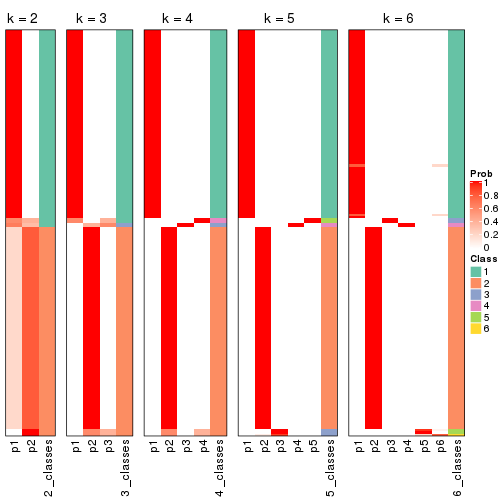 k = 2
k = 3
k = 4
k = 5
k = 6
p1
p2
2_classes
p1
p2
p3
3_classes
p1
p2
p3
p4
4_classes
p1
p2
p3
p4
p5
5_classes
p1
p2
p3
p4
p5
p6
6_classes
Prob
1
0.8
0.6
0.4
0.2
0
Class
1
2
3
4
5
6